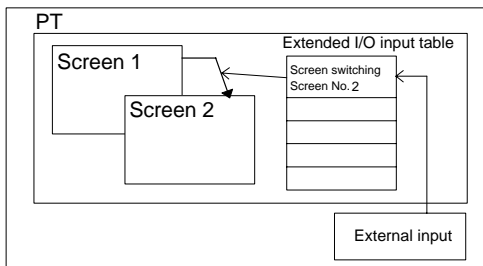 PT
Extended I/O input table
Screen 1
Screen switching
Screen No.2
Screen 2
External input